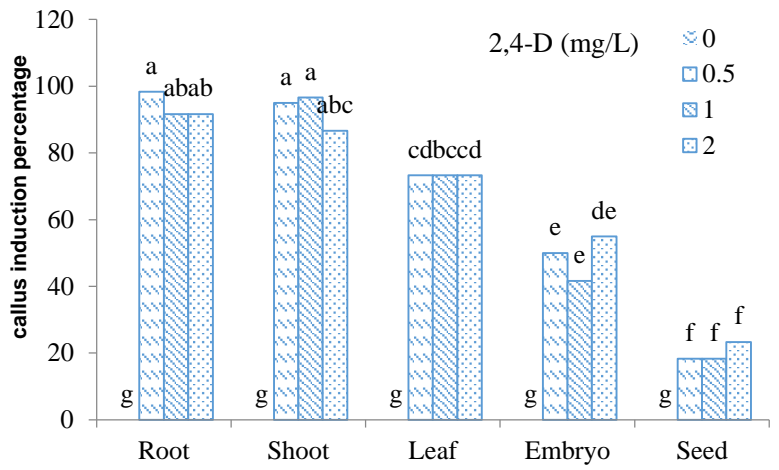 callus induction percentage
120
100
80
60
40
20
0
2,4-D (mg/L)
0
0.5
1
2
g a abab
g a a abc
cdbccd
g e e de
g f f f
Root Shoot Leaf Embryo Seed